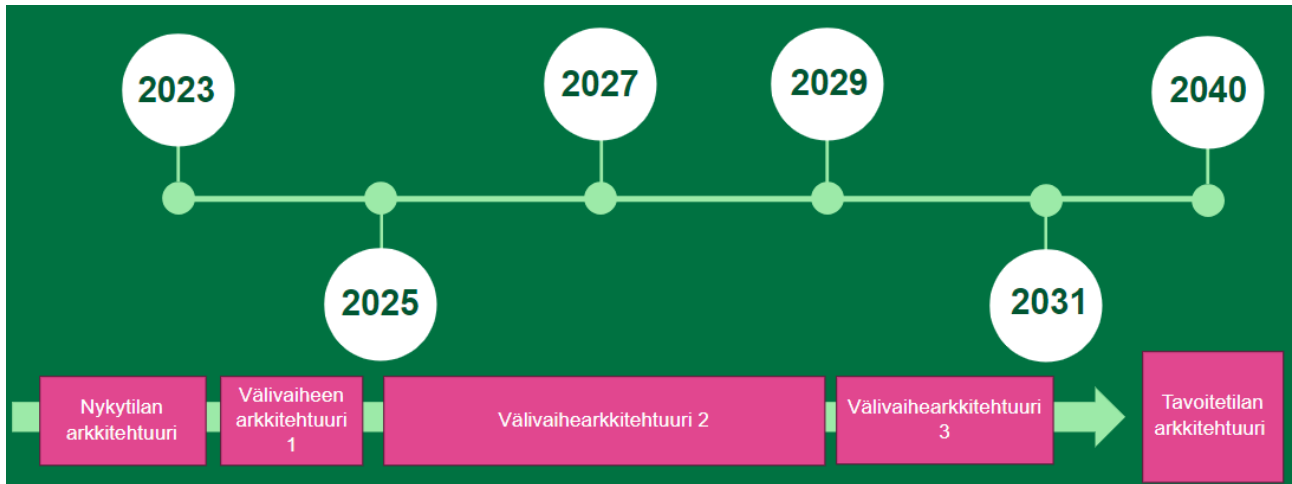 2023
2027
2029
2040
2025
2031
Nykytilan
arkkitehtuuri
Välivaiheen
arkkitehtuuri
1
Välivaihearkkitehtuuri 2
Välivaihearkkitehtuuri
3
Tavoitetilan
arkkitehtuuri